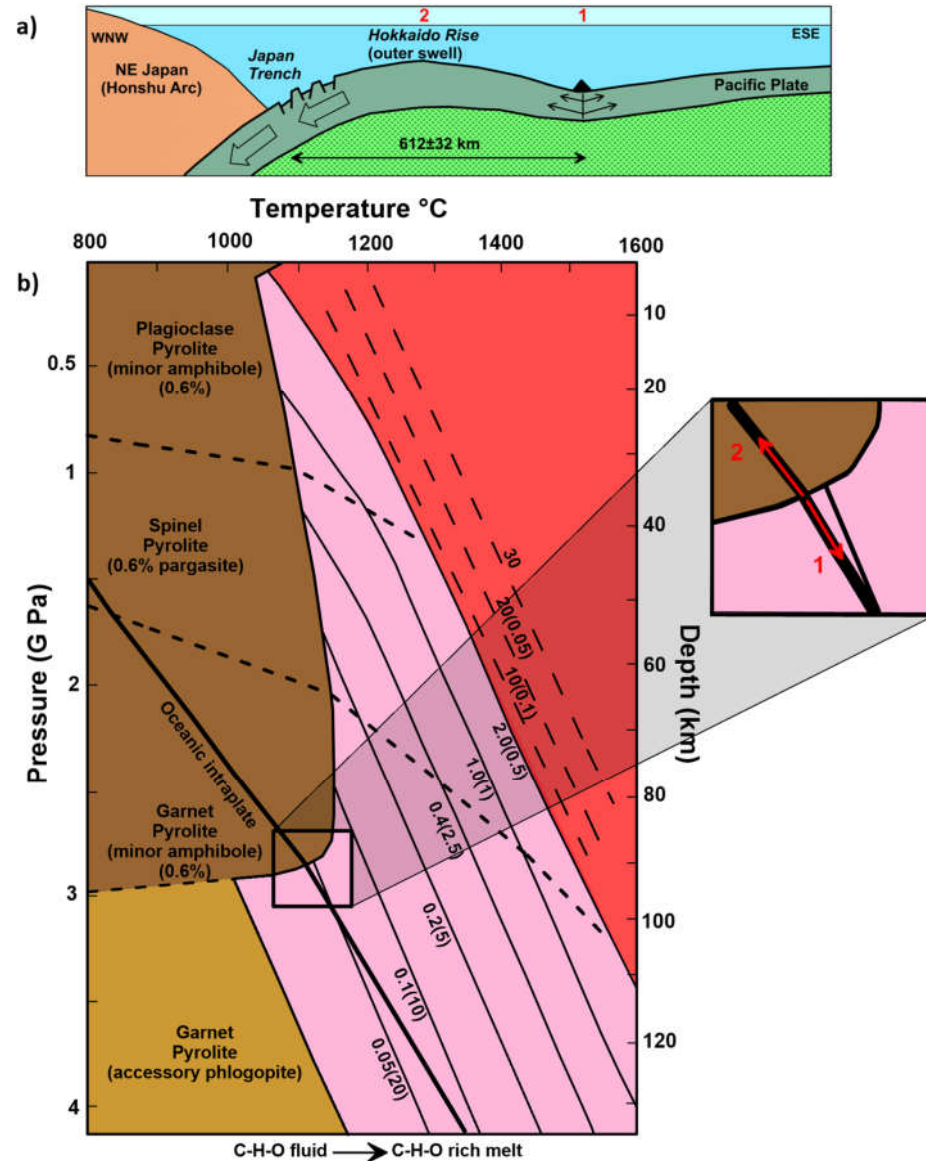 a)
2
1
WNW
Hokkaido Rise
(outer swell)
ESE
NE Japan
(Honshu Arc)
Japan
Trench
Pacific Plate
612±32 km
Temperature °C
800
1000
1200
1400
1600
b)
Plagioclase
Pyrolite
(minor amphibole)
(0.6%)
Spinel
Pyrolite
(0.6% pargasite)
Oceanic intraplate
Garnet
Pyrolite
(minor amphibole)
(0.6%)
Garnet
Pyrolite
(accessory phlogopite)
0.5
1
2
3
4
Pressure (G Pa)
30
20(0.05)
10(0.1)
2.0(0.5)
1.0(1)
0.4(2.5)
0.2(5)
0.1(10)
0.05(20)
10
20
40
60
80
100
120
Depth (km)
2
1
C-H-O fluid
C-H-O rich melt